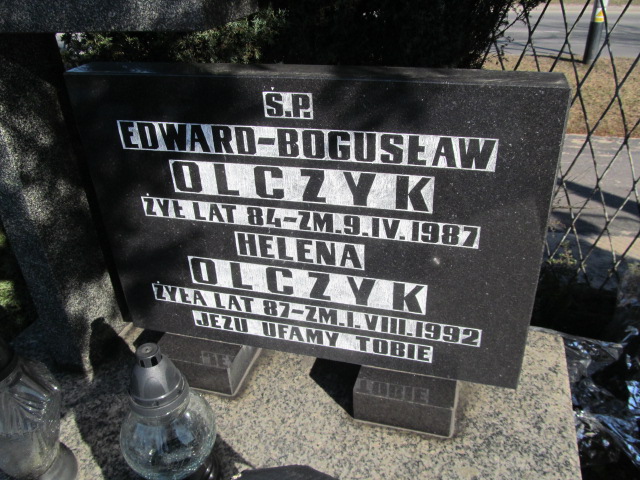 Ś.P.
EDWARD-BOGUSŁAW
OLCZYK
ŻYŁ LAT 84-ZM.9.IV.1987
HELENA
OLCZYK
ŻYŁA LAT 87-ZM.I.VIII.1992
JEZU UFAMY TOBIE
TOBIE